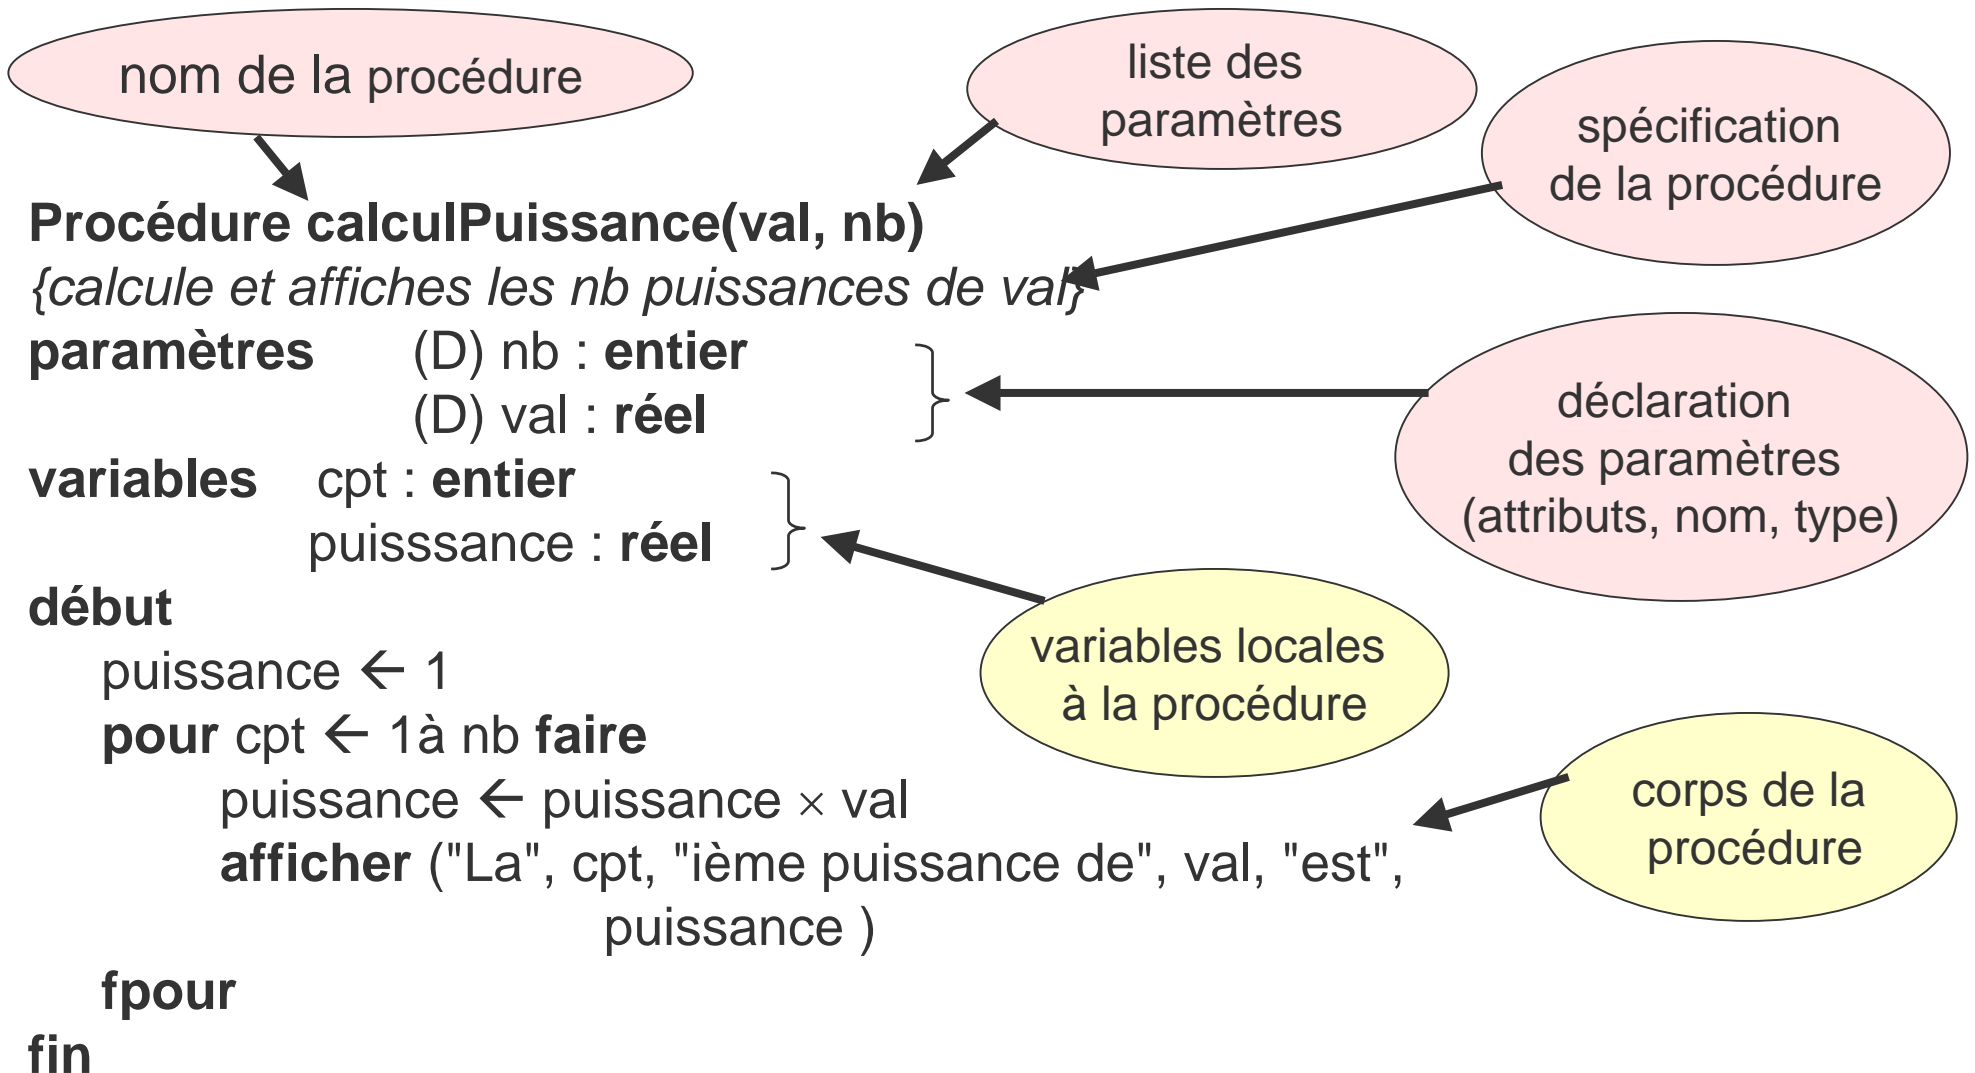 nom de la procédure
liste des
paramètres
spécification
de la procédure
Procédure calculPuissance(val, nb)
{calcule et affiches les nb puissances de val}
paramètres (D) nb : entier
(D) val : réel
déclaration
des paramètres
(attributs, nom, type)
variables cpt : entier
puisssance : réel
variables locales
à la procédure
début
puissance ← 1
pour cpt ← 1à nb faire
puissance ← puissance × val
afficher ("La", cpt, "ième puissance de", val, "est",
puissance )
corps de la
procédure
fpour
fin